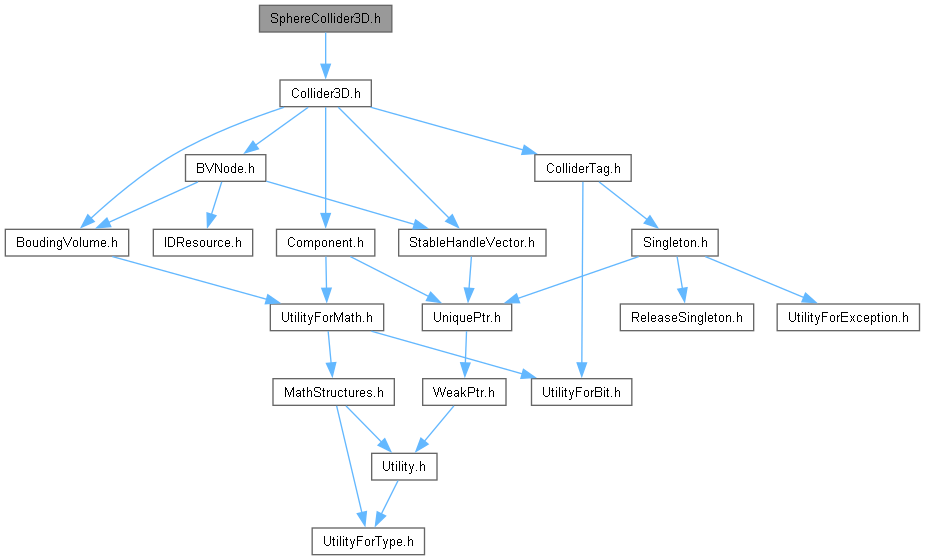 SphereCollider3D.h
Collider3D.h
BVNode.h
ColliderTag.h
BoudingVolume.h
IDResource.h
Component.h
StableHandleVector.h
Singleton.h
UtilityForMath.h
UniquePtr.h
ReleaseSingleton.h
UtilityForException.h
MathStructures.h
WeakPtr.h
UtilityForBit.h
Utility.h
UtilityForType.h